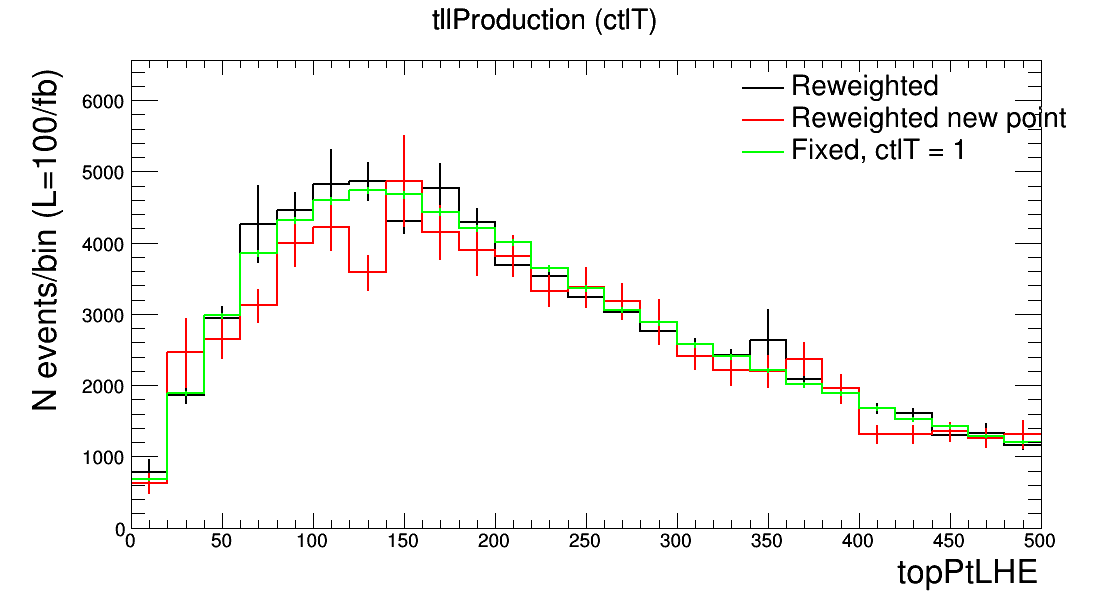 tllProduction (ctlT)
N events/bin (L=100/fb)
6000
5000
4000
3000
2000
1000
0
Reweighted
Reweighted new point
Fixed, ctlT = 1
0 50 100 150 200 250 300 350 400 450 500
topPtLHE